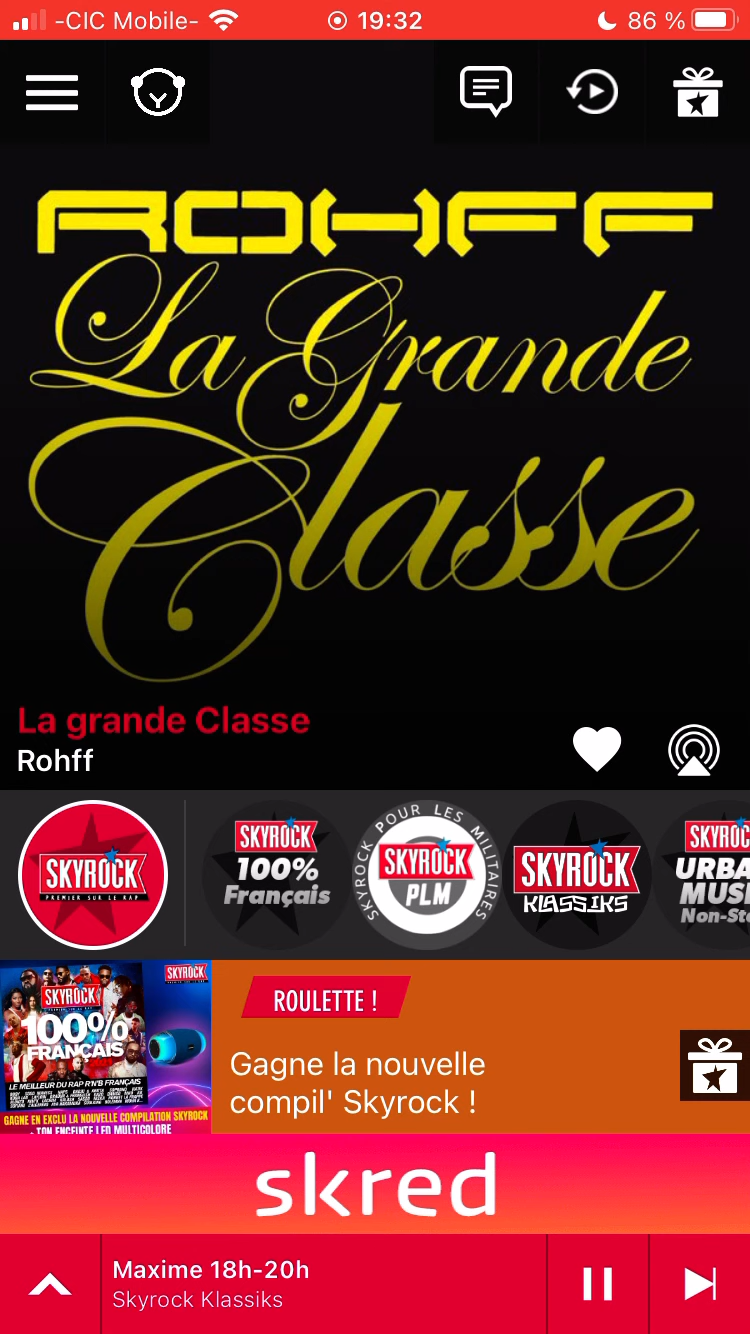 -CIC Mobile-
19:32
86 %
ROHFF
La Grande
Classe
La grande Classe
Rohff
SKYROCK
PREMIER SUR LE RAP
SKYROCK
100%
Français
SKYROCK POUR LES MILITAIRES
SKYROCK
PLM
SKYROCK
KLASSIKS
SKYROC
URBA
MUSI
Non-Sto
SKYROCK
SKYROCK
100%
FRANÇAIS
LE MEILLEUR DU RAP R'N'B FRANÇAIS
GAGNE EN EXCLU LA NOUVELLE COMPILATION SKYROCK
+ TON ENCEINTE LED MULTICOLORE
ROULETTE !
Gagne la nouvelle
compil' Skyrock !
skred
Maxime 18h-20h
Skyrock Klassiks